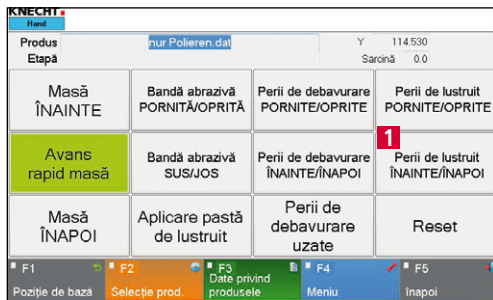 KNECHT
Hand
Produs nur Polieren.dat Y 114.530
Etapă Sarcină 0.0
Masă ÎNAINTE
Bandă abrazivă PORNITĂ/OPRITĂ
Perii de debavurare PORNITE/OPRITE
Perii de lustruit PORNITE/OPRITE
1
Avans rapid masă
Bandă abrazivă SUS/JOS
Perii de debavurare ÎNAINTE/ÎNAPOI
Perii de lustruit ÎNAINTE/ÎNAPOI
Masă ÎNAPOI
Aplicare pastă de lustruit
Perii de debavurare uzate
Reset
F1 Poziţie de bază
F2 Selecţie prod.
F3 Date privind produsele
F4 Meniu
F5 Înapoi